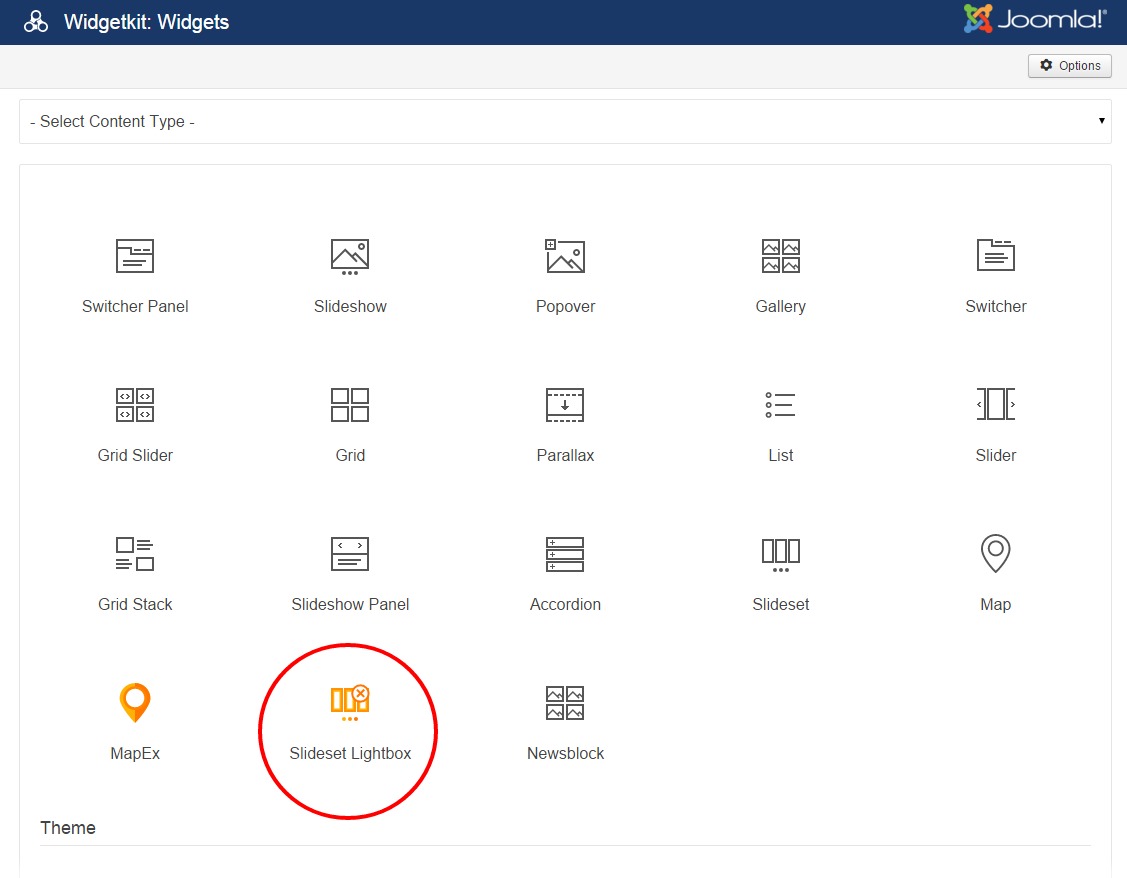 Widgetkit: Widgets
Joomla!®
Options
- Select Content Type -
Switcher Panel
Slideshow
Popover
Gallery
Switcher
Grid Slider
Grid
Parallax
List
Slider
Grid Stack
Slideshow Panel
Accordion
Slideset
Map
MapEx
Slideset Lightbox
Newsblock
Theme